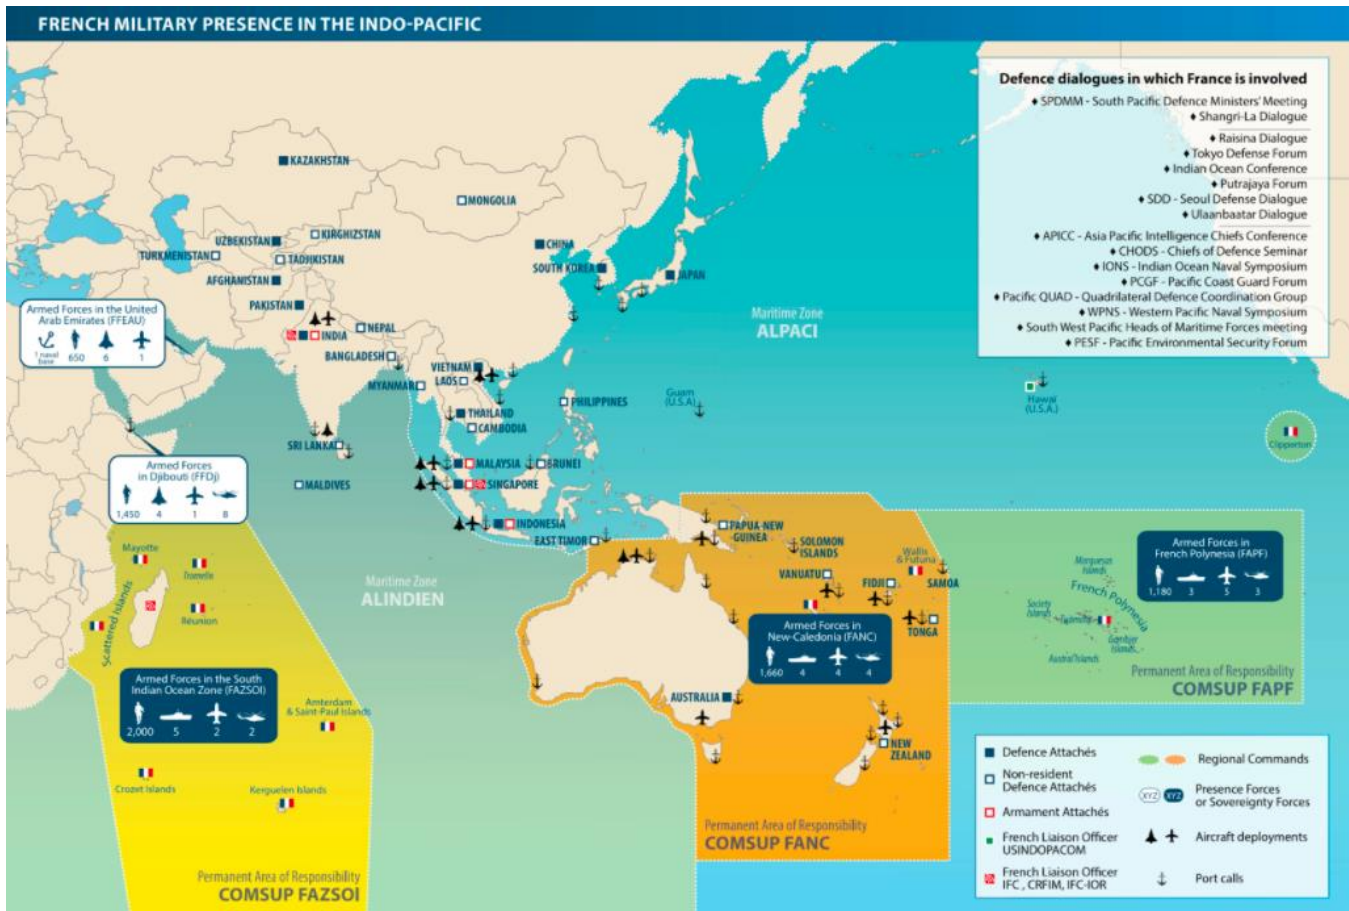 FRENCH MILITARY PRESENCE IN THE INDO-PACIFIC
Defence dialogues in which France is involved
♦ SPDMM - South Pacific Defence Ministers' Meeting
♦ Shangri-La Dialogue
♦ Raisina Dialogue
♦ Tokyo Defense Forum
♦ Indian Ocean Conference
♦ Putrajaya Forum
♦ SDD - Seoul Defense Dialogue
♦ Ulaanbaatar Dialogue
♦ APICC - Asia Pacific Intelligence Chiefs Conference
♦ CHODS - Chiefs of Defence Seminar
♦ IONS - Indian Ocean Naval Symposium
♦ PCGF - Pacific Coast Guard Forum
♦ Pacific QUAD - Quadrilateral Defence Coordination Group
♦ WPNS - Western Pacific Naval Symposium
♦ South West Pacific Heads of Maritime Forces meeting
♦ PESF - Pacific Environmental Security Forum
KAZAKHSTAN
MONGOLIA
UZBEKISTAN
KIRGHIZSTAN
TURKMENISTAN
TADJIKISTAN
AFGHANISTAN
CHINA
SOUTH KOREA
JAPAN
PAKISTAN
Armed Forces in the United
Arab Emirates (FFEAU)
1 naval
base
650
6
1
INDIA
NEPAL
BANGLADESH
MYANMAR
VIETNAM
LAOS
THAILAND
CAMBODIA
PHILIPPINES
Maritime Zone
ALPACI
Guam
(U.S.A)
Hawaï
(U.S.A.)
Clipperton
SRI LANKA
MALDIVES
MALAYSIA
BRUNEI
SINGAPORE
INDONESIA
EAST TIMOR
Armed Forces
in Djibouti (FFDj)
1,450
4
1
8
Mayotte
Tromelin
Scattered Islands
Réunion
Maritime Zone
ALINDIEN
PAPUA-NEW
-GUINEA
SOLOMON
ISLANDS
Wallis
& Futuna
VANUATU
FIDJI
SAMOA
TONGA
Armed Forces in
French Polynesia (FAPF)
1,180
3
5
3
Marquesas
Islands
French Polynesia
Society
Islands
Gambier
Islands
Austral Islands
Permanent Area of Responsibility
COMSUP FAPF
Armed Forces in
New-Caledonia (FANC)
1,660
4
4
4
AUSTRALIA
NEW
ZEALAND
Permanent Area of Responsibility
COMSUP FANC
Armed Forces in the South
Indian Ocean Zone (FAZSOI)
2,000
5
2
2
Amsterdam
& Saint-Paul Islands
Crozet Islands
Kerguelen Islands
Permanent Area of Responsibility
COMSUP FAZSOI
Defence Attachés
Non-resident
Defence Attachés
Armament Attachés
French Liaison Officer
USINDOPACOM
French Liaison Officer
IFC , CRFIM, IFC-IOR
Regional Commands
XYZ XYZ
Presence Forces
or Sovereignty Forces
Aircraft deployments
Port calls